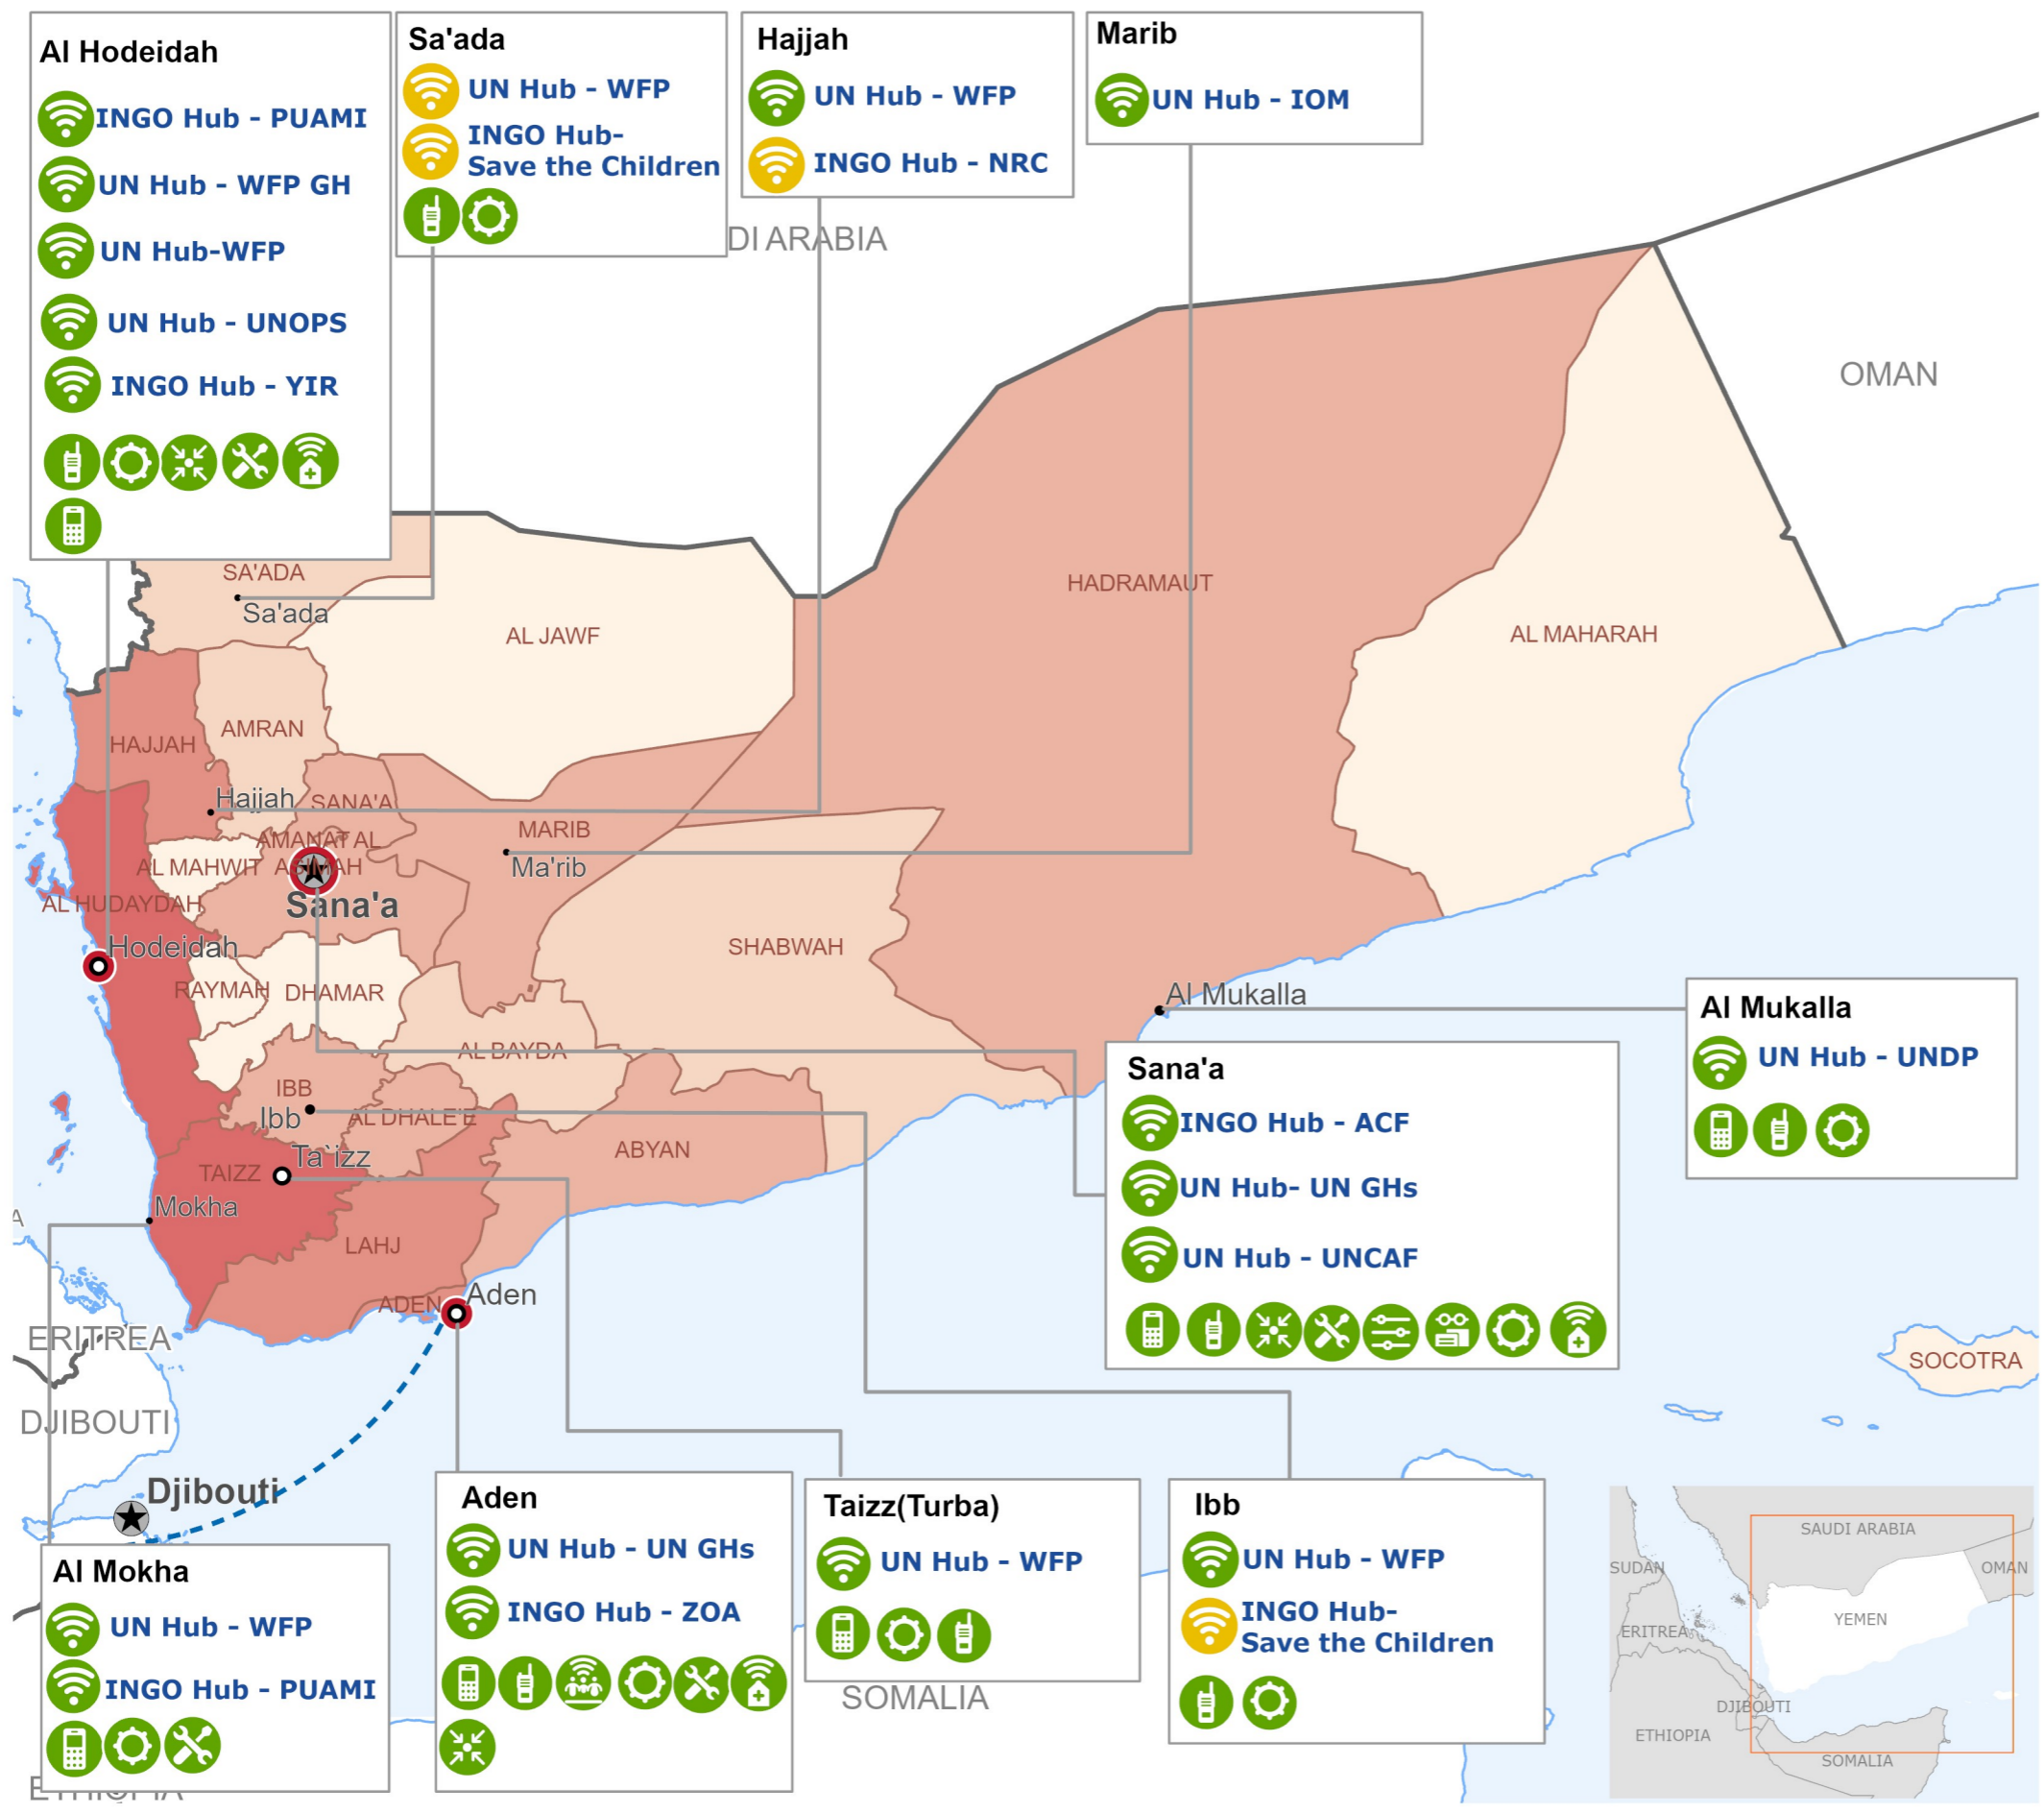 Al Hodeidah
INGO Hub - PUAMI
UN Hub - WFP GH
UN Hub-WFP
UN Hub - UNOPS
INGO Hub - YIR
Sa'ada
UN Hub - WFP
INGO Hub-
Save the Children
Hajjah
UN Hub - WFP
INGO Hub - NRC
Marib
UN Hub - IOM
DI ARABIA
OMAN
SA'ADA
Sa'ada
AL JAWF
HADRAMAUT
AL MAHARAH
HAJJAH
AMRAN
Hajjah
SANA'A
MARIB
Ma'rib
AMANAT AL
ASIMAH
AL MAHWIT
Sana'a
AL HUDAYDAH
Hodeidah
SHABWAH
RAYMAH
DHAMAR
Al Mukalla
AL BAYDA
IBB
Ibb
AL DHALE'E
ABYAN
Ta`izz
TAIZZ
Mokha
LAHJ
ADEN
Aden
Al Mukalla
UN Hub - UNDP
Sana'a
INGO Hub - ACF
UN Hub- UN GHs
UN Hub - UNCAF
A
ERITREA
DJIBOUTI
Djibouti
SOCOTRA
Al Mokha
UN Hub - WFP
INGO Hub - PUAMI
ETHIOPIA
Aden
UN Hub - UN GHs
INGO Hub - ZOA
Taizz(Turba)
UN Hub - WFP
SOMALIA
Ibb
UN Hub - WFP
INGO Hub-
Save the Children
SAUDI ARABIA
SUDAN
OMAN
YEMEN
ERITREA
DJIBOUTI
ETHIOPIA
SOMALIA